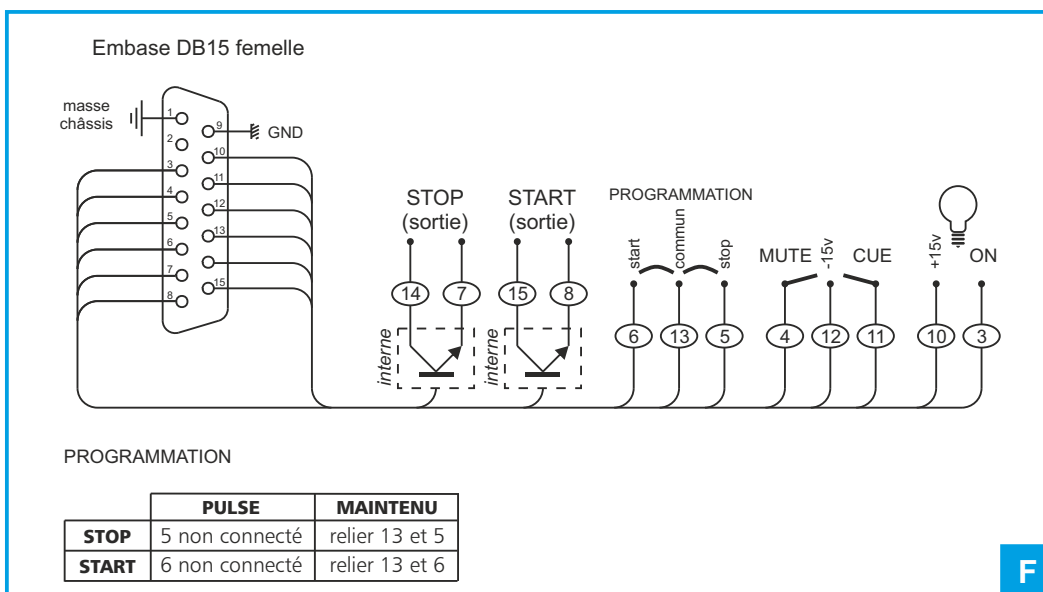 Embase DB15 femelle
masse
châssis
GND
1
2
3
4
5
6
7
8
9
10
11
12
13
15
STOP
(sortie)
START
(sortie)
PROGRAMMATION
start
commun
stop
MUTE
-15v
CUE
+15v
ON
14
7
15
8
6
13
5
4
12
11
10
3
interne
interne
PROGRAMMATION
PULSE MAINTENU
STOP 5 non connecté relier 13 et 5
START 6 non connecté relier 13 et 6
F